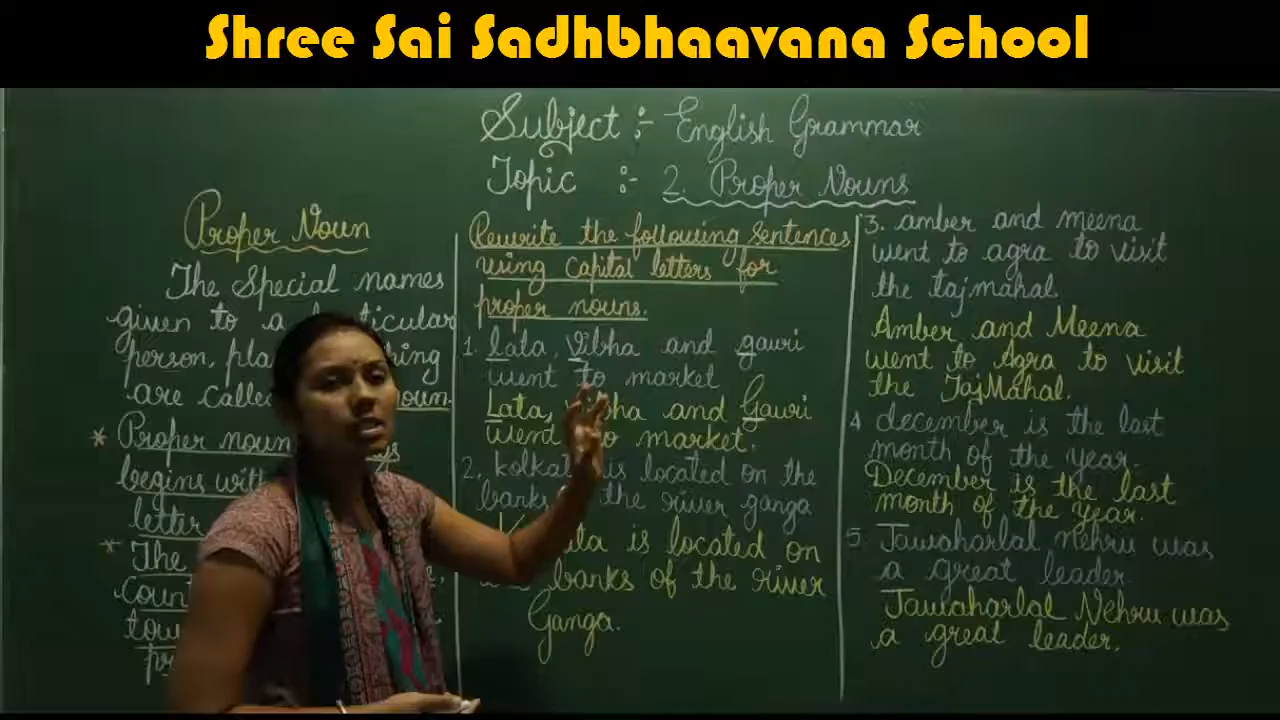 Shree Sai Sadhbhaavana School
Subject :- English Grammar
Topic :- 2. Proper Nouns
Proper Noun
The Special names
given to a
person,
are
* Proper noun
begins
letter
* The
Rewrite the following sentences
using capital letters for
proper nouns.
1. lata, vibha and gauri
went to market
Lata, and Gauri
went market.
2. is located on the
banks the river ganga
is located on
banks of the river
Ganga.
3. amber and meena
went to agra to visit
the tajmahal
Amber and Meena
went to Agra to visit
the TajMahal.
4 december is the last
month of the year.
December is the last
month of the year.
5. Jawaharlal nehru was
a great leader.
Jawaharlal Nehru was
a great leader.